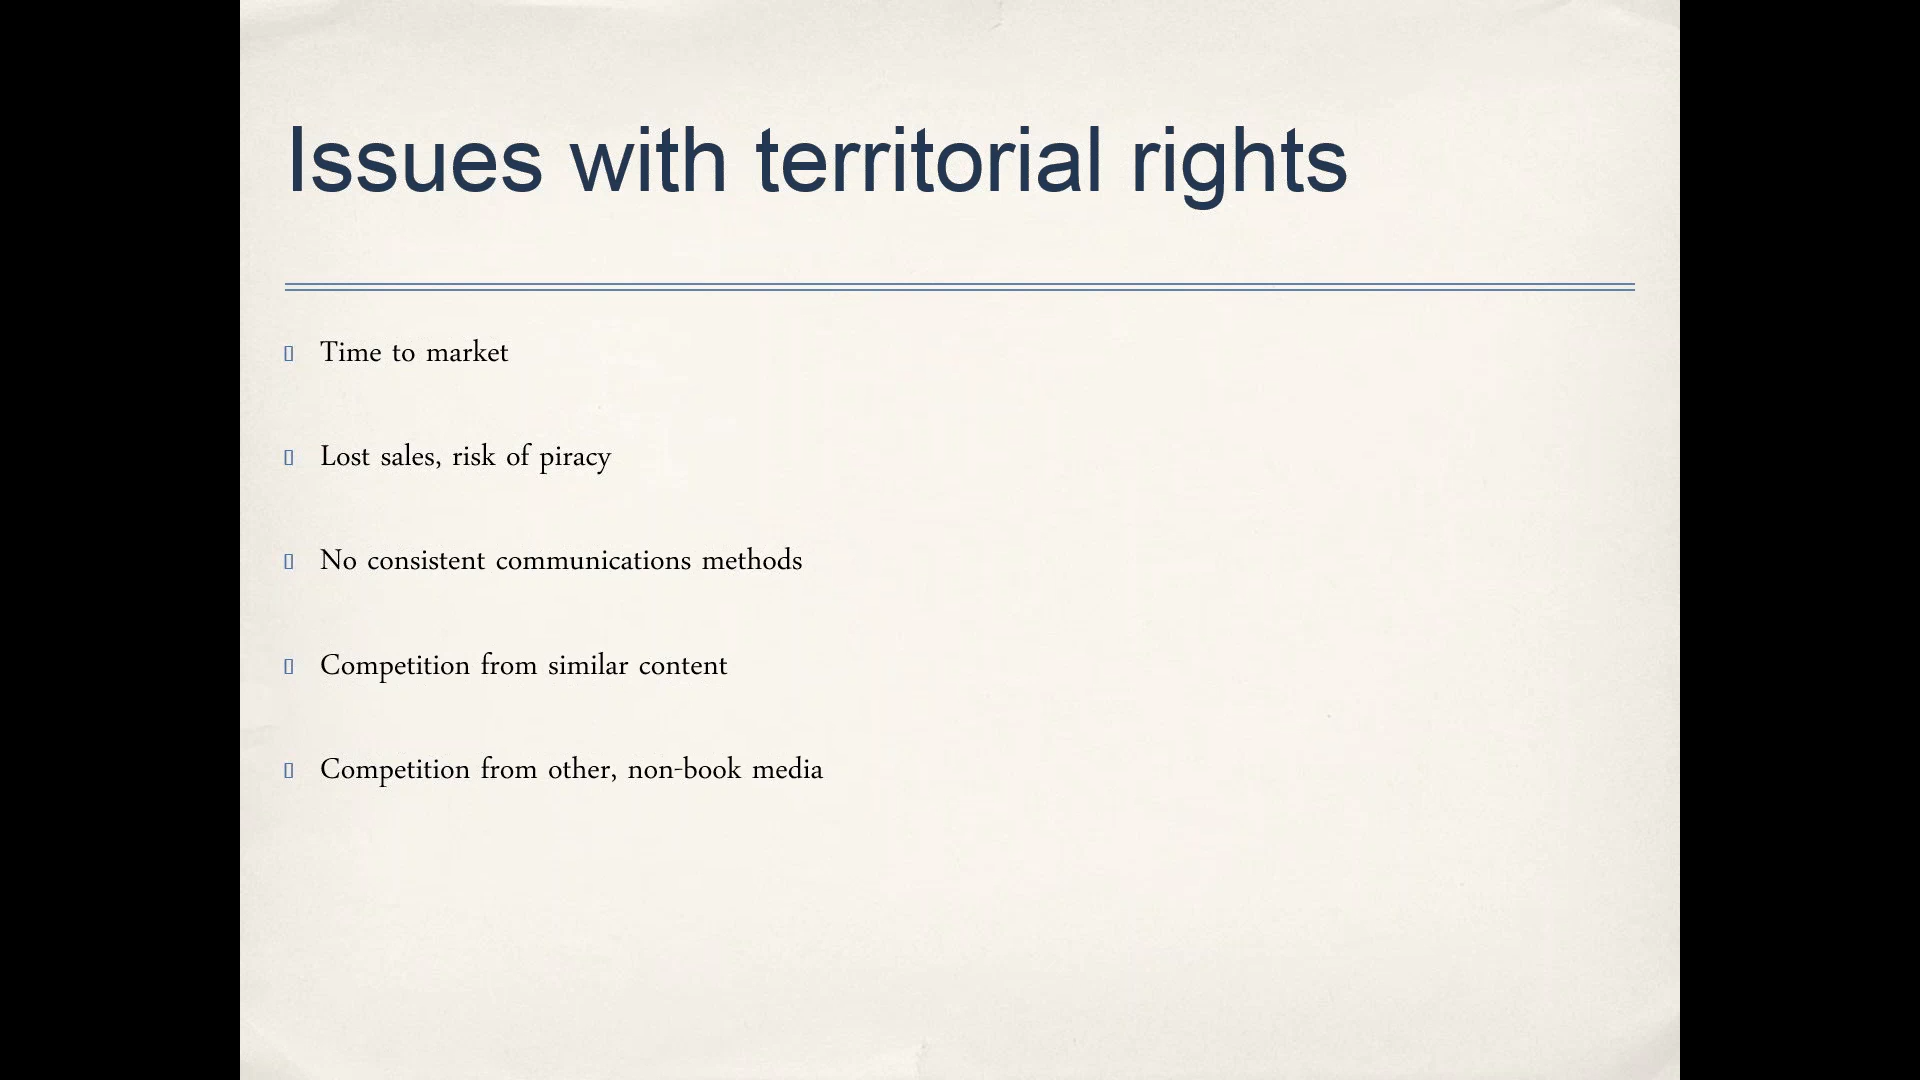 Issues with territorial rights
Time to market
Lost sales, risk of piracy
No consistent communications methods
Competition from similar content
Competition from other, non-book media